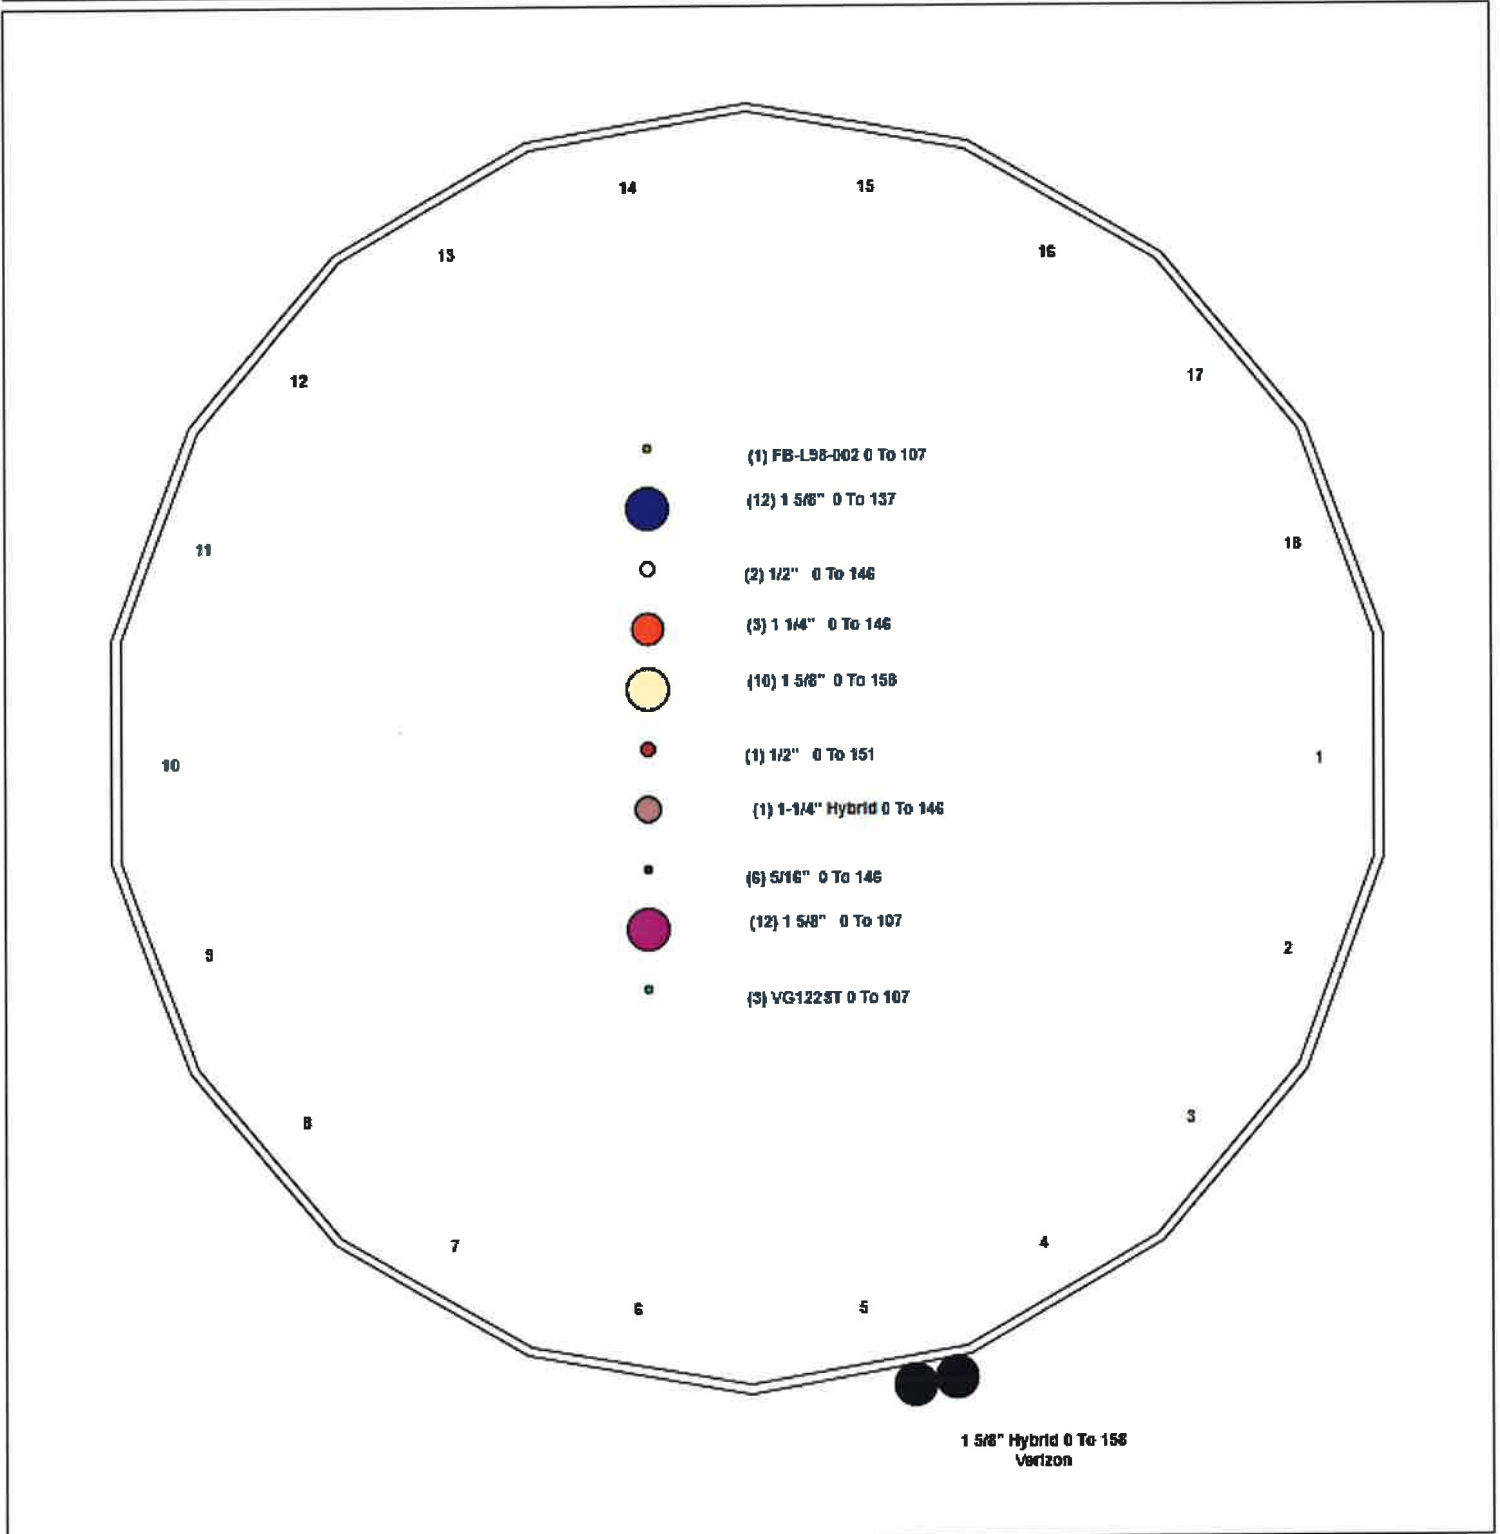 14
15
13
16
12
17
(1) FB-L98-002 0 To 107
(12) 1 5/8" 0 To 137
11
18
(2) 1/2" 0 To 146
(3) 1 1/4" 0 To 146
(10) 1 5/8" 0 To 158
10
(1) 1/2" 0 To 151
1
(1) 1-1/4" Hybrid 0 To 146
(6) 5/16" 0 To 146
(12) 1 5/8" 0 To 107
9
2
(3) VG122ST 0 To 107
8
3
7
4
6
5
1 5/8" Hybrid 0 To 158
Verizon